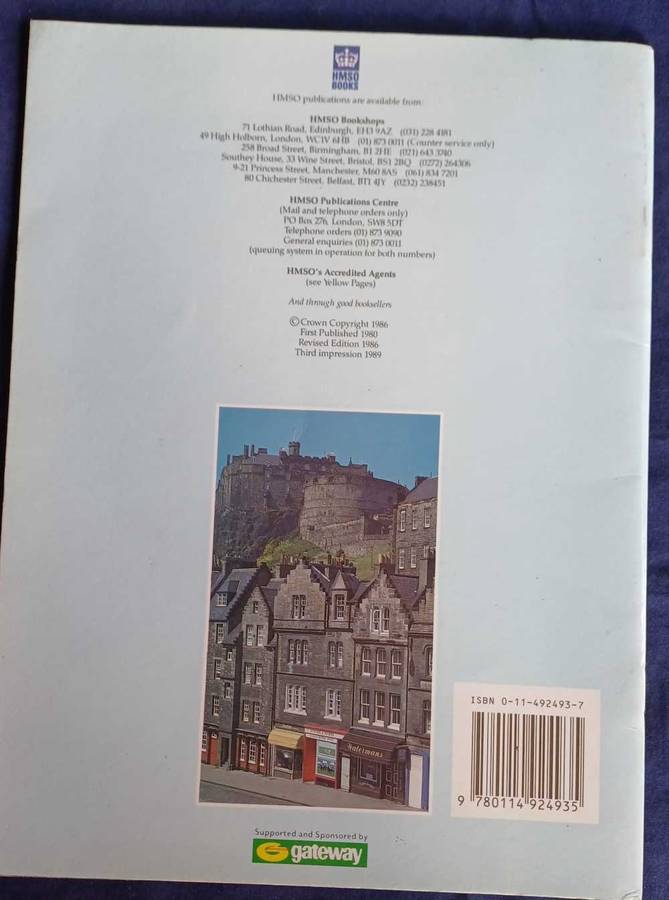 HMSO
BOOKS
HMSO publications are available from:
HMSO Bookshops
71 Lothian Road, Edinburgh, EH3 9AZ (031) 228 4181
49 High Holborn, London, WC1V 6HB (01) 873 0011 (Counter service only)
258 Broad Street, Birmingham, B1 2HE (021) 643 3740
Southey House, 33 Wine Street, Bristol, BS1 2BQ (0272) 264306
9-21 Princess Street, Manchester, M60 8AS (061) 834 7201
80 Chichester Street, Belfast, BT1 4JY (0232) 238451
HMSO Publications Centre
(Mail and telephone orders only)
PO Box 276, London, SW8 5DT
Telephone orders (01) 873 9090
General enquiries (01) 873 0011
(queuing system in operation for both numbers)
HMSO's Accredited Agents
(see Yellow Pages)
And through good booksellers
© Crown Copyright 1986
First Published 1980
Revised Edition 1986
Third impression 1989
ISBN 0-11-492493-7
9 780114 924935
Supported and Sponsored by
gateway